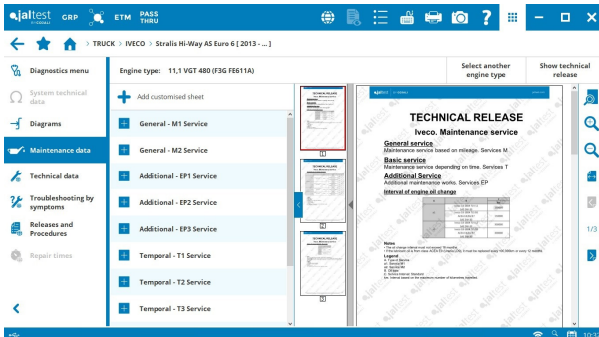 jaltest BY COJALI GRP ETM PASS THRU
TRUCK > IVECO > Stralis Hi-Way AS Euro 6 [ 2013 - ... ]
Diagnostics menu
System technical data
Diagrams
Maintenance data
Technical data
Troubleshooting by symptoms
Releases and Procedures
Repair times
Engine type: 11,1 VGT 480 (F3G FE611A)
Select another engine type
Show technical release
Add customised sheet
General - M1 Service
General - M2 Service
Additional - EP1 Service
Additional - EP2 Service
Additional - EP3 Service
Temporal - T1 Service
Temporal - T2 Service
Temporal - T3 Service
1
2
3
TECHNICAL RELEASE
Iveco. Maintenance service
General service
Maintenance service based on mileage. Services M
Basic service
Maintenance service depending on time. Services T
Additional Service
Additional maintenance works. Services EP
Interval of engine oil change
Notes
Legend
1/3